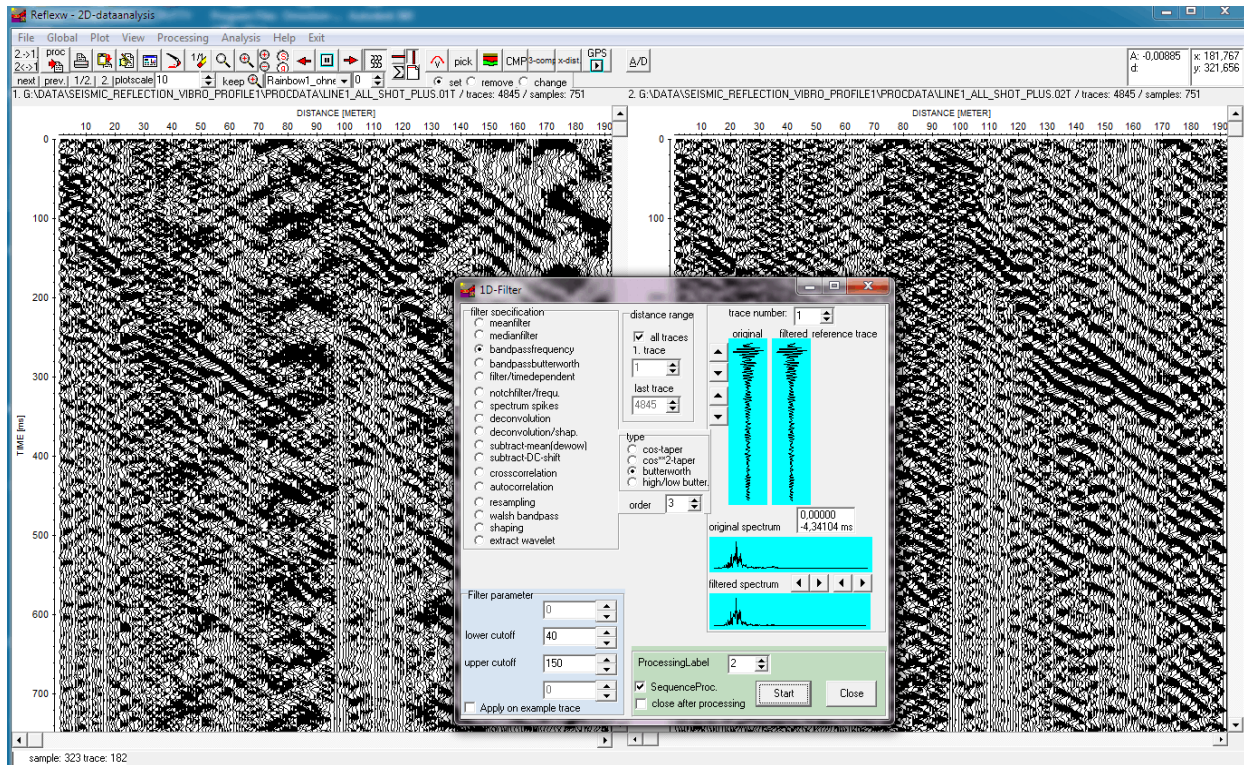 Reflexw - 2D-dataanalysis
File Global Plot View Processing Analysis Help Exit
2->1 proc 1/2 pick CMP 3-comp x-dist. GPS A/D
2<->1
A: -0,00885 x: 181,767
d: y: 321,656
next prev. 1/2 2. plotscale 10 keep Rainbow1_ohne 0 set remove change
1. G:\DATA\SEISMIC_REFLECTION_VIBRO_PROFILE1\PROCDATA\LINE1_ALL_SHOT_PLUS.01T / traces: 4845 / samples: 751
2. G:\DATA\SEISMIC_REFLECTION_VIBRO_PROFILE1\PROCDATA\LINE1_ALL_SHOT_PLUS.02T / traces: 4845 / samples: 751
DISTANCE [METER]
10 20 30 40 50 60 70 80 90 100 110 120 130 140 150 160 170 180 190
0
100
200
300
400
500
600
700
TIME [ms]
DISTANCE [METER]
10 20 30 40 50 60 70 80 90 100 110 120 130 140 150 160 170 180 190
0
100
1D-Filter
filter specification
meanfilter
medianfilter
bandpassfrequency
bandpassbutterworth
filter/timedependent
notchfilter/frequ.
spectrum spikes
deconvolution
deconvolution/shap.
subtract-mean(dewow)
subtract-DC-shift
crosscorrelation
autocorrelation
resampling
walsh bandpass
shaping
extract wavelet
distance range
all traces
1. trace
1
last trace
4845
type
cos-taper
cos**2-taper
butterworth
high/low butter.
order 3
trace number: 1
original filtered reference trace
0,00000
-4,34104 ms
original spectrum
filtered spectrum
Filter parameter
0
lower cutoff 40
upper cutoff 150
0
Apply on example trace
ProcessingLabel 2
SequenceProc.
close after processing
Start
Close
sample: 323 trace: 182